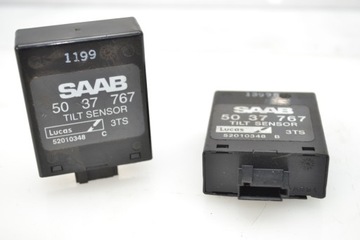 1199
SAAB
50 37 767
TILT SENSOR
Lucas 3TS
52010348 C
SAAB
50 37 767
TILT SENSOR
Lucas 3TS
52010348 B